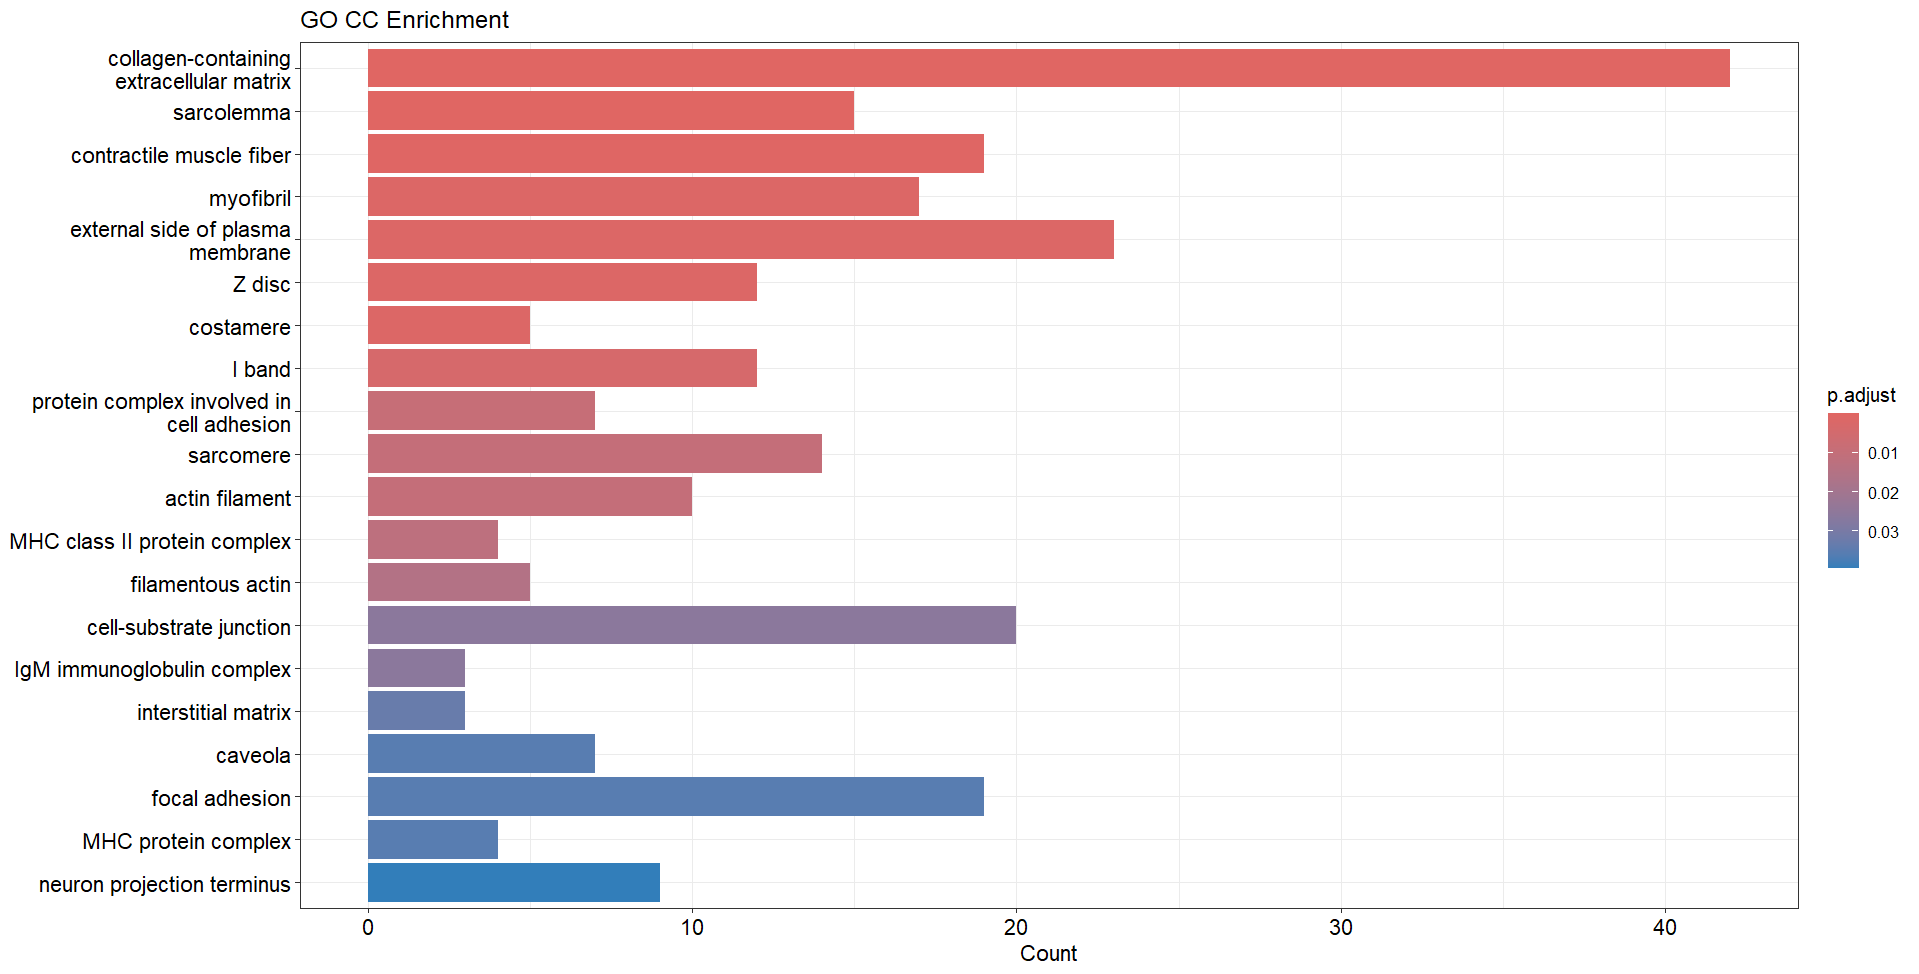 GO CC Enrichment
collagen-containing
extracellular matrix
sarcolemma
contractile muscle fiber
myofibril
external side of plasma
membrane
Z disc
costamere
I band
protein complex involved in
cell adhesion
sarcomere
actin filament
MHC class II protein complex
filamentous actin
cell-substrate junction
IgM immunoglobulin complex
interstitial matrix
caveola
focal adhesion
MHC protein complex
neuron projection terminus
0 10 20 30 40
Count
p.adjust
0.01
0.02
0.03